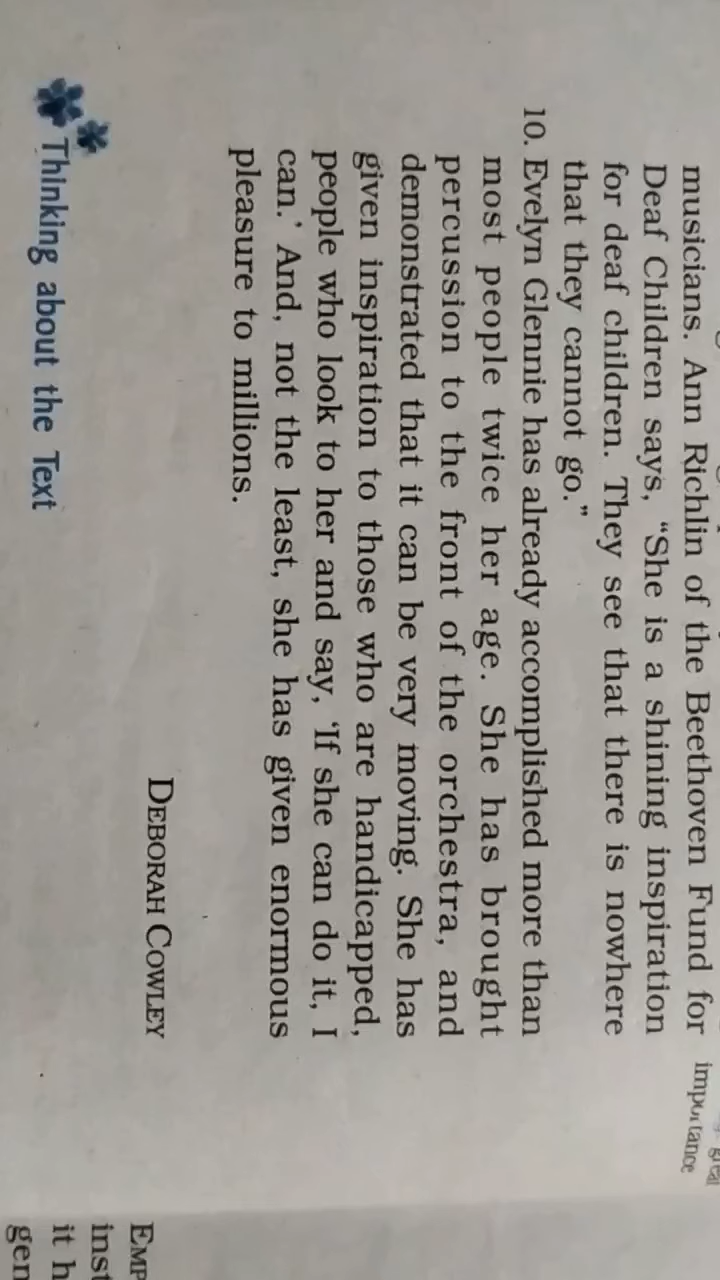 musicians. Ann Richlin of the Beethoven Fund for
Deaf Children says, “She is a shining inspiration
for deaf children. They see that there is nowhere
that they cannot go.”
10. Evelyn Glennie has already accomplished more than
most people twice her age. She has brought
percussion to the front of the orchestra, and
demonstrated that it can be very moving. She has
given inspiration to those who are handicapped,
people who look to her and say, ‘If she can do it, I
can.’ And, not the least, she has given enormous
pleasure to millions.
DEBORAH COWLEY
Thinking about the Text
great
importance
EMP
inst
it h
gen